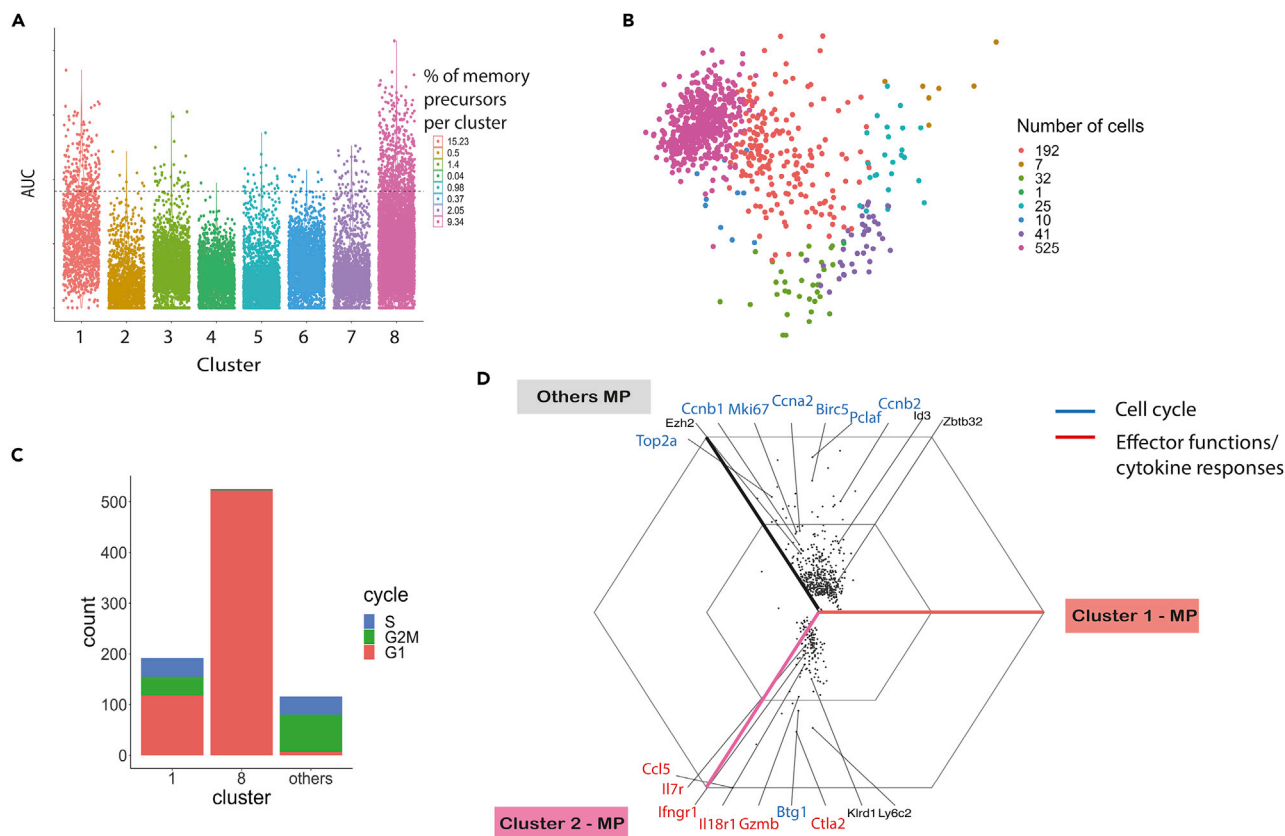 A
AUC
% of memory
precursors
per cluster
15.23
0.5
1.4
0.04
0.98
0.37
2.05
9.34
1 2 3 4 5 6 7 8
Cluster
B
Number of cells
192
7
32
1
25
10
41
525
C
count
500
400
300
200
100
0
1 8 others
cluster
cycle
S
G2M
G1
D
Others MP
Ccnb1 Mki67 Ccna2 Birc5 Ccnb2
Pclaf Id3 Zbtb32
Ezh2
Top2a
Cell cycle
Effector functions/
cytokine responses
Cluster 1 - MP
Ccl5
Il7r
Ifngr1
Il18r1 Gzmb Btg1 Ctla2 Klrd1 Ly6c2
Cluster 2 - MP